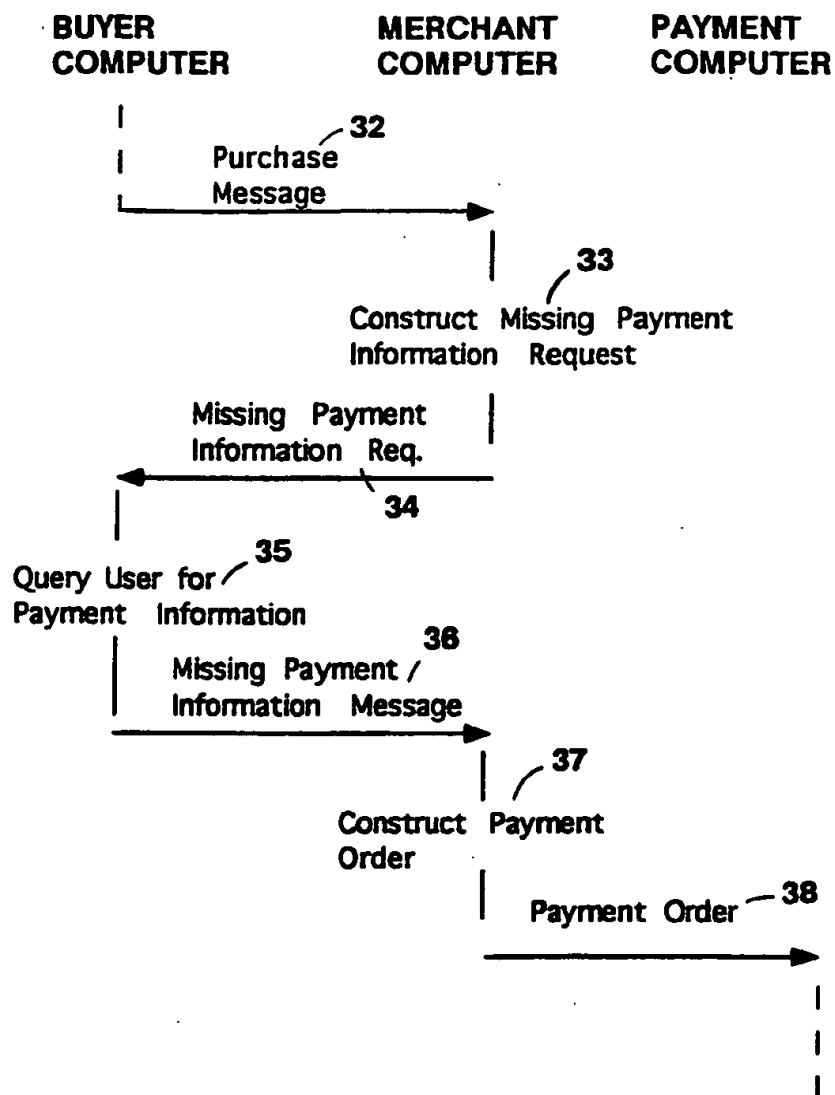 BUYER COMPUTER
MERCHANT COMPUTER
PAYMENT COMPUTER
32
Purchase
Message
33
Construct Missing Payment
Information Request
Missing Payment
Information Req.
34
35
Query User for
Payment Information
36
Missing Payment
Information Message
37
Construct Payment
Order
Payment Order
38